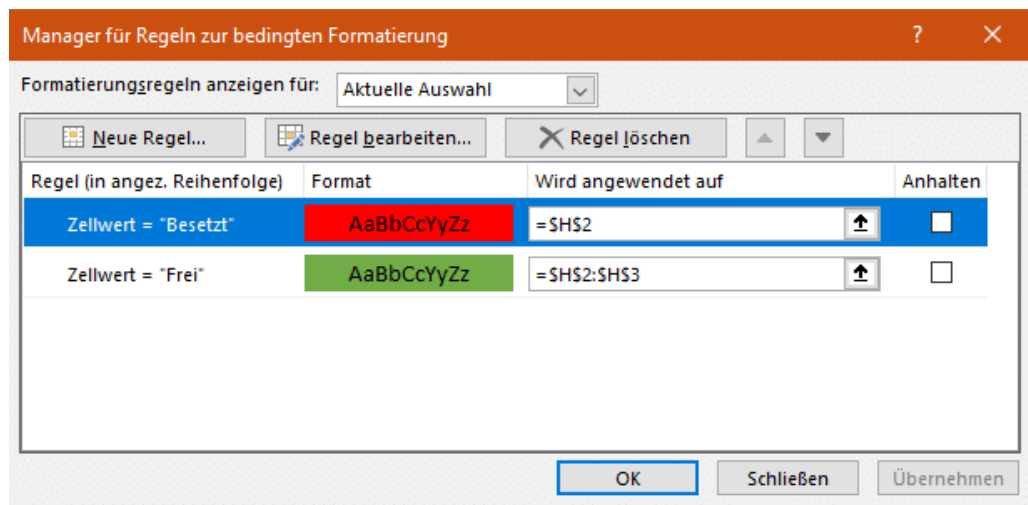 Manager für Regeln zur bedingten Formatierung ? ×
Formatierungsregeln anzeigen für: Aktuelle Auswahl
Neue Regel... Regel bearbeiten... Regel löschen
Regel (in angez. Reihenfolge) Format Wird angewendet auf Anhalten
Zellwert = "Besetzt" AaBbCcYyZz =$H$2
Zellwert = "Frei" AaBbCcYyZz =$H$2:$H$3
OK Schließen Übernehmen